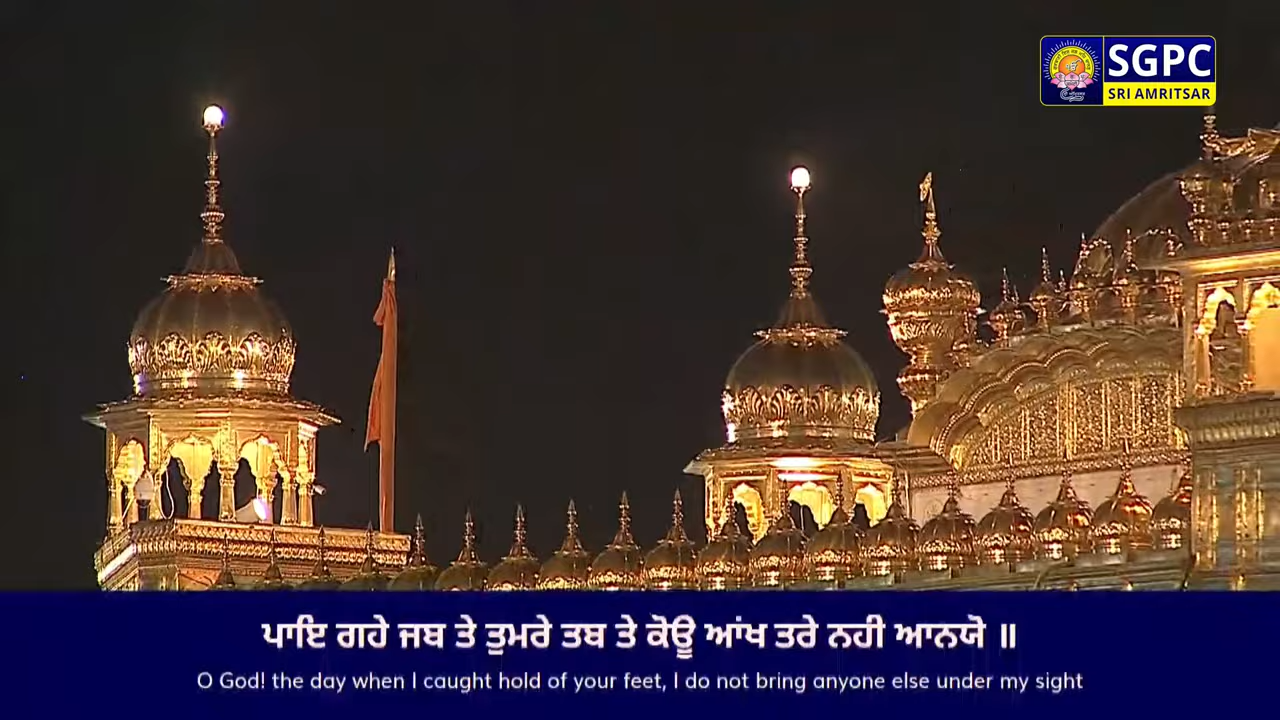 SGPC
SRI AMRITSAR
ਪਾਇ ਗਹੇ ਜਬ ਤੇ ਤੁਮਰੇ ਤਬ ਤੇ ਕੋਊ ਆਂਖ ਤਰੇ ਨਹੀ ਆਨਯੋ ॥
O God! the day when I caught hold of your feet, I do not bring anyone else under my sight